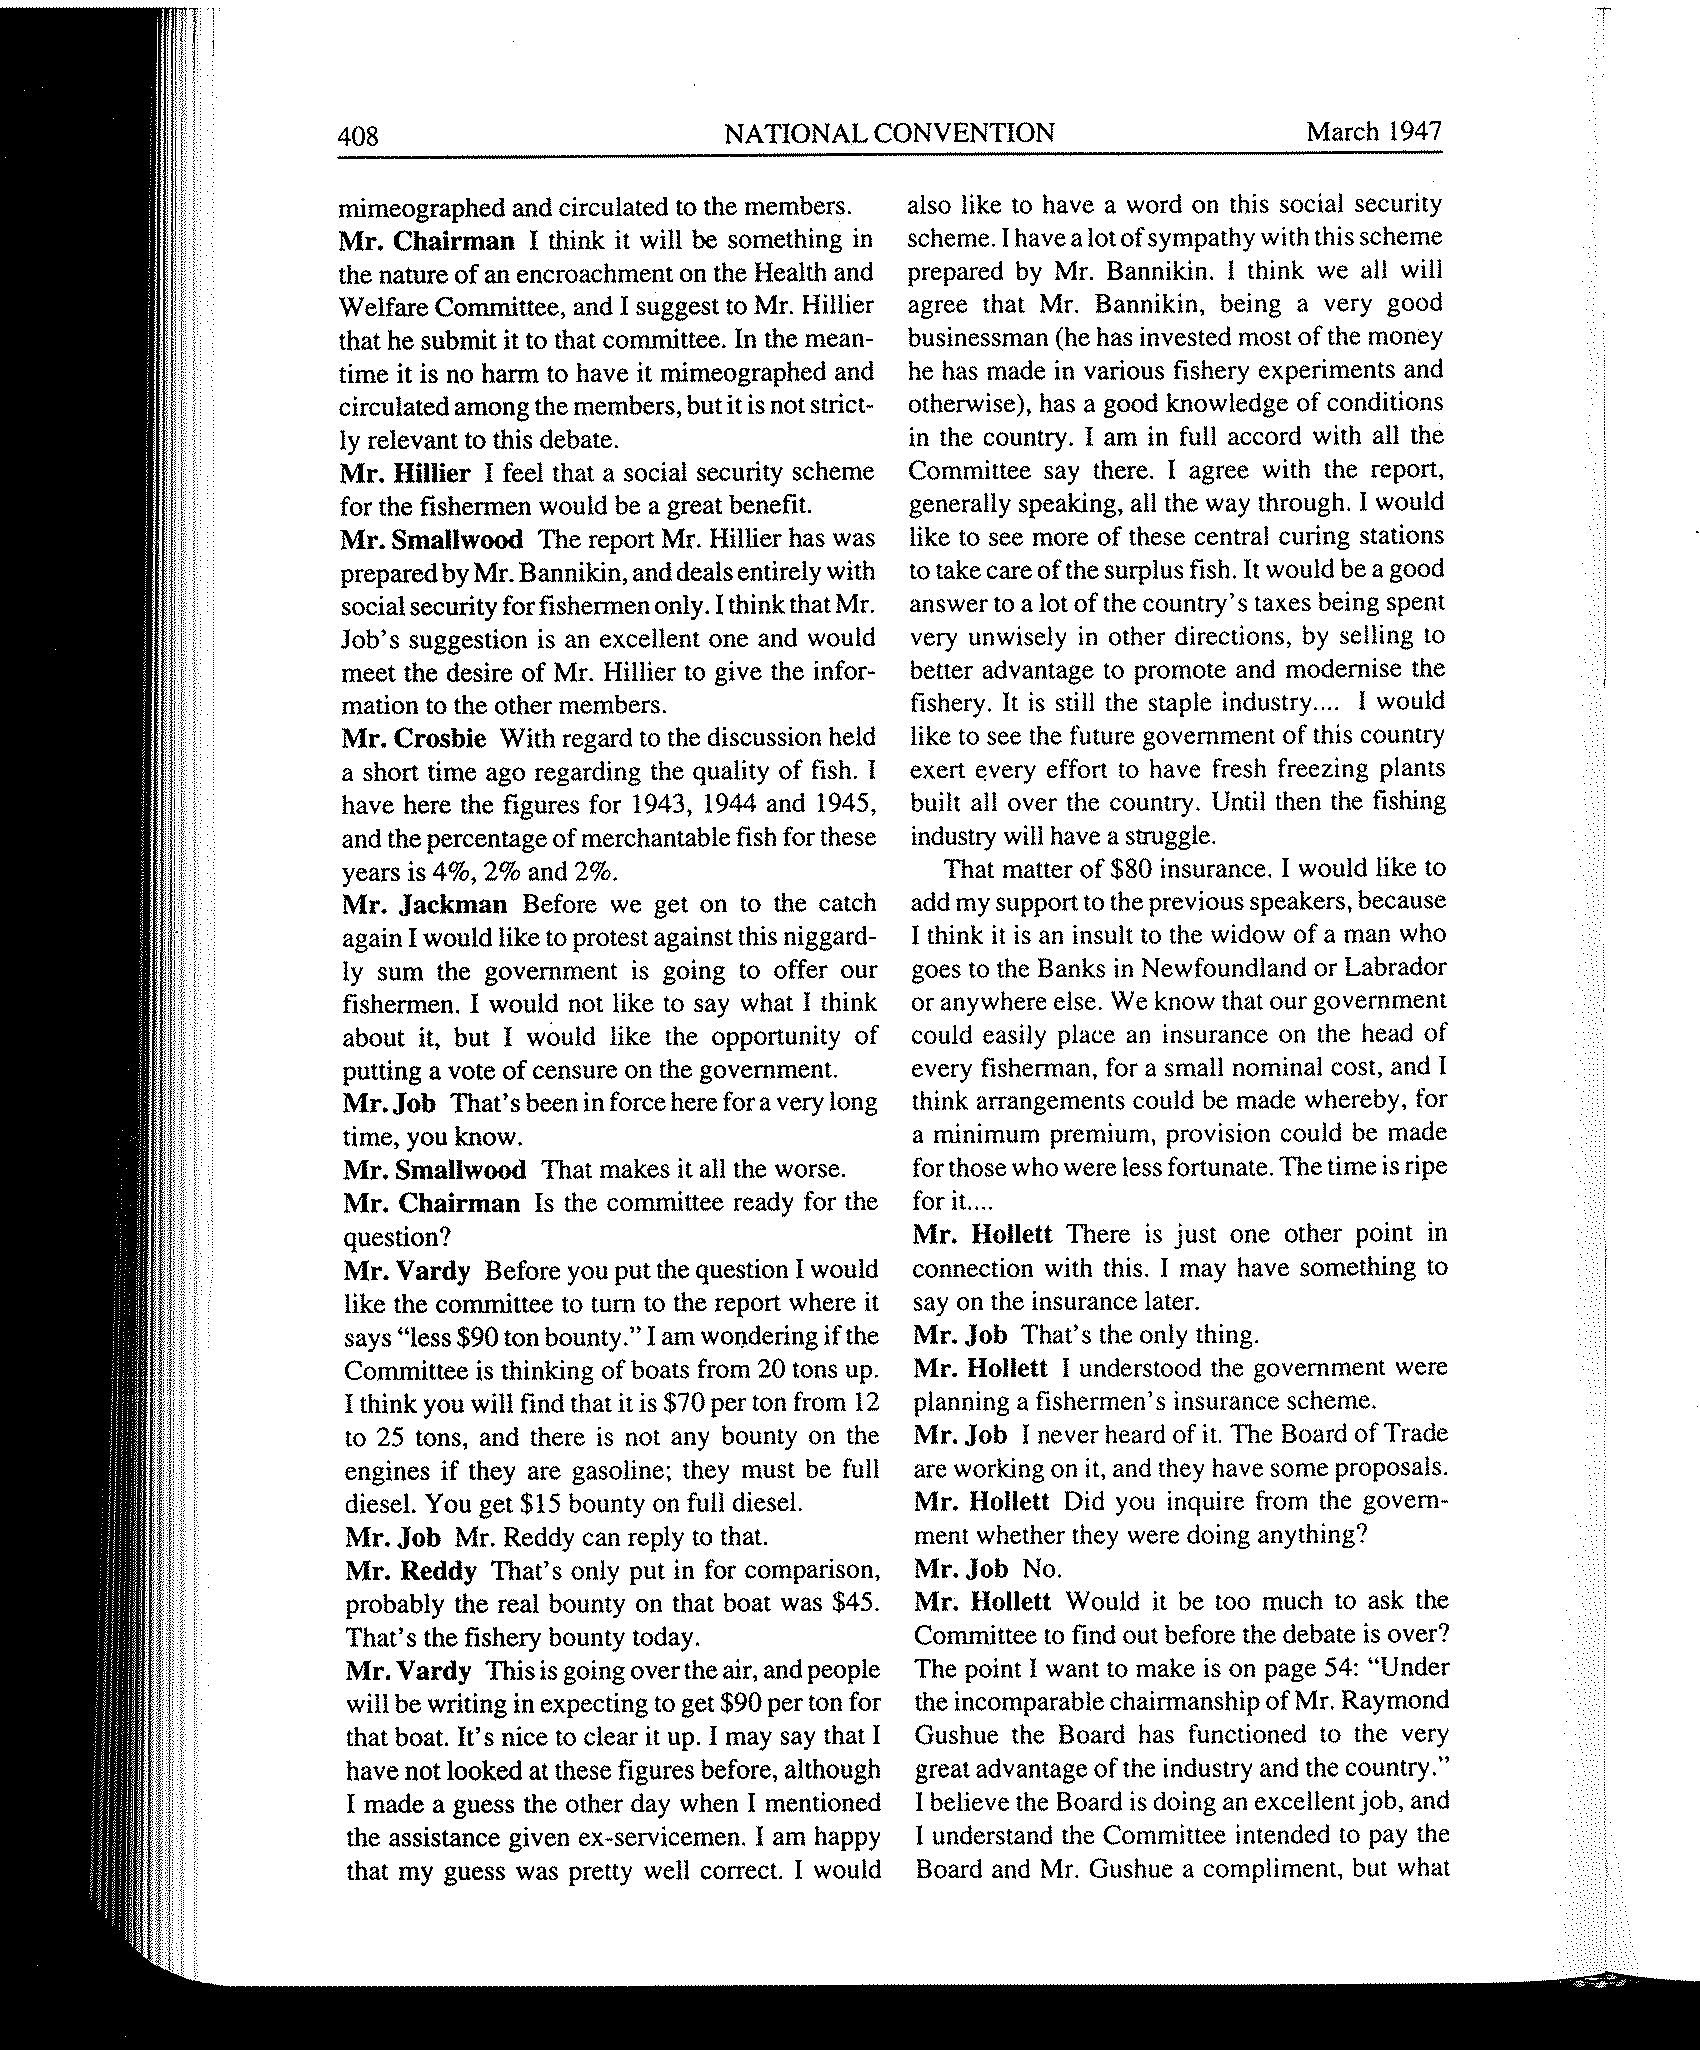 408 NATIONAL CONVENTION March 1947
mimeographed and circulated to the members.
Mr. Chairman I think it will be something in
the nature of an encroachment on the Health and
Welfare Committee, and I suggest to Mr. Hillier
that he submit it to that committee. In the mean-
time it is no harm to have it mimeographed and
circulated among the members, but it is not strict-
ly relevant to this debate.
Mr. Hillier I feel that a social security scheme
for the fishermen would be a great benefit.
Mr. Smallwood The report Mr. Hillier has was
prepared by Mr. Bannikin, and deals entirely with
social security for fishermen only. I think that Mr.
Job's suggestion is an excellent one and would
meet the desire of Mr. Hillier to give the infor-
mation to the other members.
Mr. Crosbie With regard to the discussion held
a short time ago regarding the quality of fish. I
have here the figures for 1943, 1944 and 1945,
and the percentage of merchantable fish for these
years is 4%, 2% and 2%.
Mr. Jackman Before we get on to the catch
again I would like to protest against this niggard-
ly sum the government is going to offer our
fishermen. I would not like to say what I think
about it, but I would like the opportunity of
putting a vote of censure on the government.
Mr. Job That's been in force here for a very long
time, you know.
Mr. Smallwood That makes it all the worse.
Mr. Chairman Is the committee ready for the
question?
Mr. Vardy Before you put the question I would
like the committee to turn to the report where it
says "less $90 ton bounty." I am wondering if the
Committee is thinking of boats from 20 tons up.
I think you will find that it is $70 per ton from 12
to 25 tons, and there is not any bounty on the
engines if they are gasoline; they must be full
diesel. You get $15 bounty on full diesel.
Mr. Job Mr. Reddy can reply to that.
Mr. Reddy That's only put in for comparison,
probably the real bounty on that boat was $45.
That's the fishery bounty today.
Mr. Vardy This is going over the air, and people
will be writing in expecting to get $90 per ton for
that boat. It's nice to clear it up. I may say that I
have not looked at these figures before, although
I made a guess the other day when I mentioned
the assistance given ex-servicemen. I am happy
that my guess was pretty well correct. I would
also like to have a word on this social security
scheme. I have a lot of sympathy with this scheme
prepared by Mr. Bannikin. I think we all will
agree that Mr. Bannikin, being a very good
businessman (he has invested most of the money
he has made in various fishery experiments and
otherwise), has a good knowledge of conditions
in the country. I am in full accord with all the
Committee say there. I agree with the report,
generally speaking, all the way through. I would
like to see more of these central curing stations
to take care of the surplus fish. It would be a good
answer to a lot of the country's taxes being spent
very unwisely in other directions, by selling to
better advantage to promote and modernise the
fishery. It is still the staple industry.... I would
like to see the future government of this country
exert every effort to have fresh freezing plants
built all over the country. Until then the fishing
industry will have a struggle.
That matter of $80 insurance. I would like to
add my support to the previous speakers, because
I think it is an insult to the widow of a man who
goes to the Banks in Newfoundland or Labrador
or anywhere else. We know that our government
could easily place an insurance on the head of
every fisherman, for a small nominal cost, and I
think arrangements could be made whereby, for
a minimum premium, provision could be made
for those who were less fortunate. The time is ripe
for it....
Mr. Hollett There is just one other point in
connection with this. I may have something to
say on the insurance later.
Mr. Job That's the only thing.
Mr. Hollett I understood the government were
planning a fishermen's insurance scheme.
Mr. Job I never heard of it. The Board of Trade
are working on it, and they have some proposals.
Mr. Hollett Did you inquire from the govern-
ment whether they were doing anything?
Mr. Job No.
Mr. Hollett Would it be too much to ask the
Committee to find out before the debate is over?
The point I want to make is on page 54: "Under
the incomparable chairmanship of Mr. Raymond
Gushue the Board has functioned to the very
great advantage of the industry and the country."
I believe the Board is doing an excellent job, and
I understand the Committee intended to pay the
Board and Mr. Gushue a compliment, but what